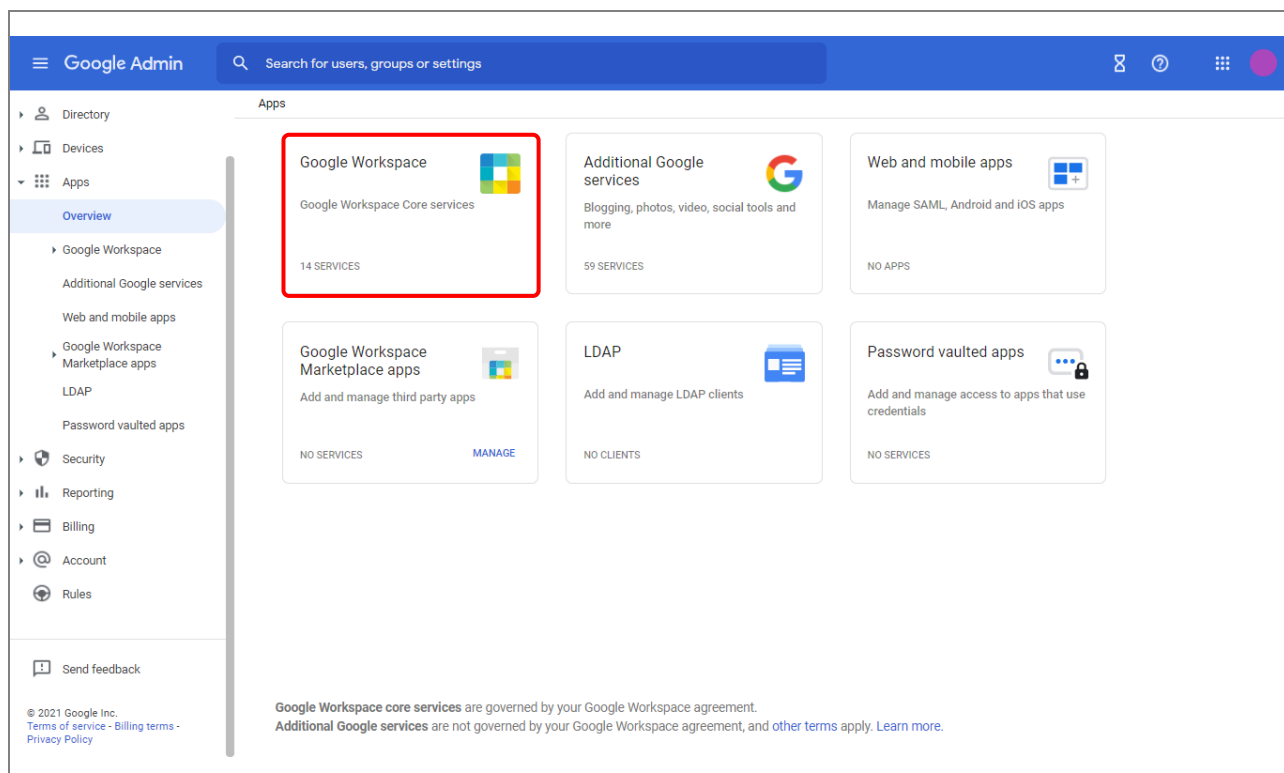 Google Admin
Search for users, groups or settings
Directory
Devices
Apps
Overview
Google Workspace
Additional Google services
Web and mobile apps
Google Workspace
Marketplace apps
LDAP
Password vaulted apps
Security
Reporting
Billing
Account
Rules
Send feedback
© 2021 Google Inc.
Terms of service - Billing terms -
Privacy Policy
Apps
Google Workspace
Google Workspace Core services
14 SERVICES
Additional Google
services
Blogging, photos, video, social tools and
more
59 SERVICES
Web and mobile apps
Manage SAML, Android and iOS apps
NO APPS
Google Workspace
Marketplace apps
Add and manage third party apps
NO SERVICES MANAGE
LDAP
Add and manage LDAP clients
NO CLIENTS
Password vaulted apps
Add and manage access to apps that use
credentials
NO SERVICES
Google Workspace core services are governed by your Google Workspace agreement.
Additional Google services are not governed by your Google Workspace agreement, and other terms apply. Learn more.